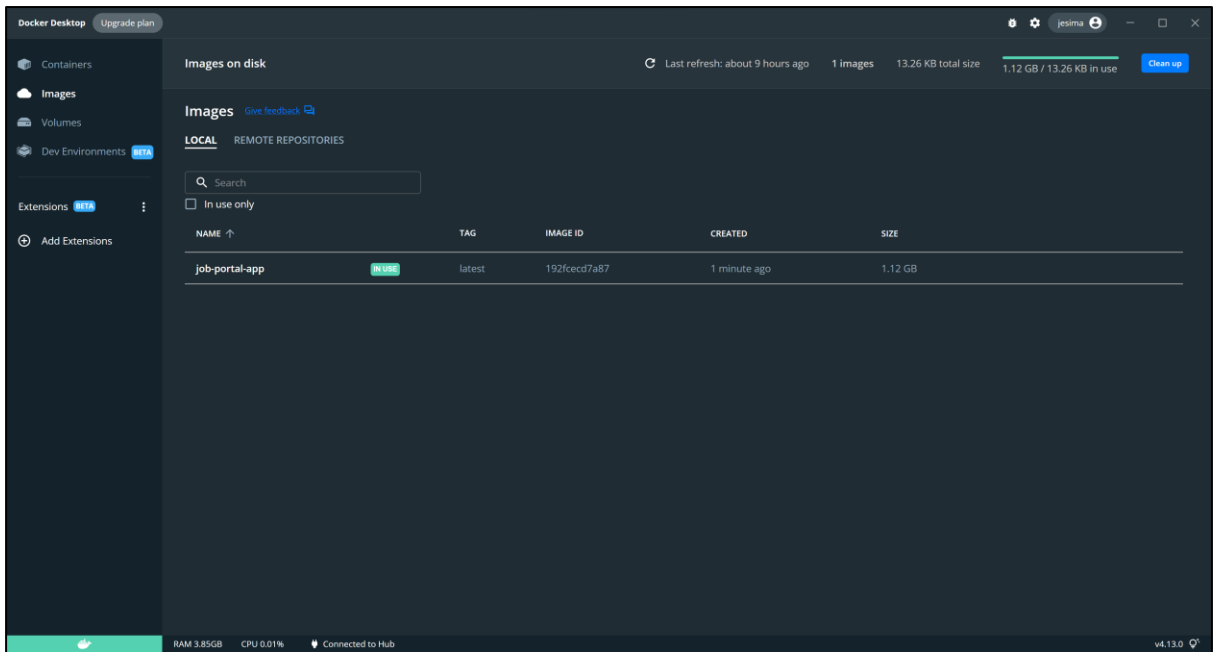 Docker Desktop Upgrade plan jesima
Containers
Images
Volumes
Dev Environments BETA
Extensions BETA
Add Extensions
Images on disk Last refresh: about 9 hours ago 1 images 13.26 KB total size 1.12 GB / 13.26 KB in use Clean up
Images Give feedback
LOCAL REMOTE REPOSITORIES
Search
In use only
NAME TAG IMAGE ID CREATED SIZE
job-portal-app IN USE latest 192fcecd7a87 1 minute ago 1.12 GB
RAM 3.85GB CPU 0.01% Connected to Hub v4.13.0